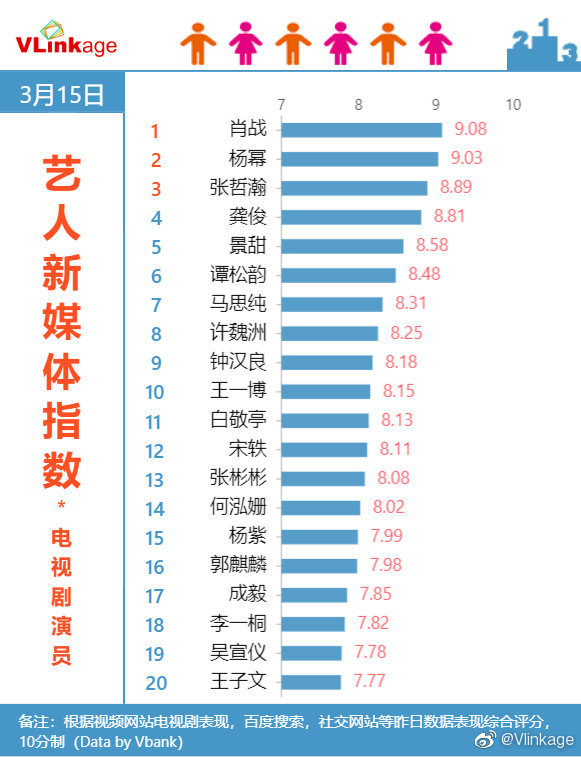 VLinkage
1
2
3
3月15日
艺人新媒体指数
*
电视剧演员
7 8 9 10
1 肖战 9.08
2 杨幂 9.03
3 张哲瀚 8.89
4 龚俊 8.81
5 景甜 8.58
6 谭松韵 8.48
7 马思纯 8.31
8 许魏洲 8.25
9 钟汉良 8.18
10 王一博 8.15
11 白敬亭 8.13
12 宋轶 8.11
13 张彬彬 8.08
14 何泓姗 8.02
15 杨紫 7.99
16 郭麒麟 7.98
17 成毅 7.85
18 李一桐 7.82
19 吴宣仪 7.78
20 王子文 7.77
备注：根据视频网站电视剧表现，百度搜索，社交网站等昨日数据表现综合评分，
10分制（Data by Vbank）
@Vlinkage